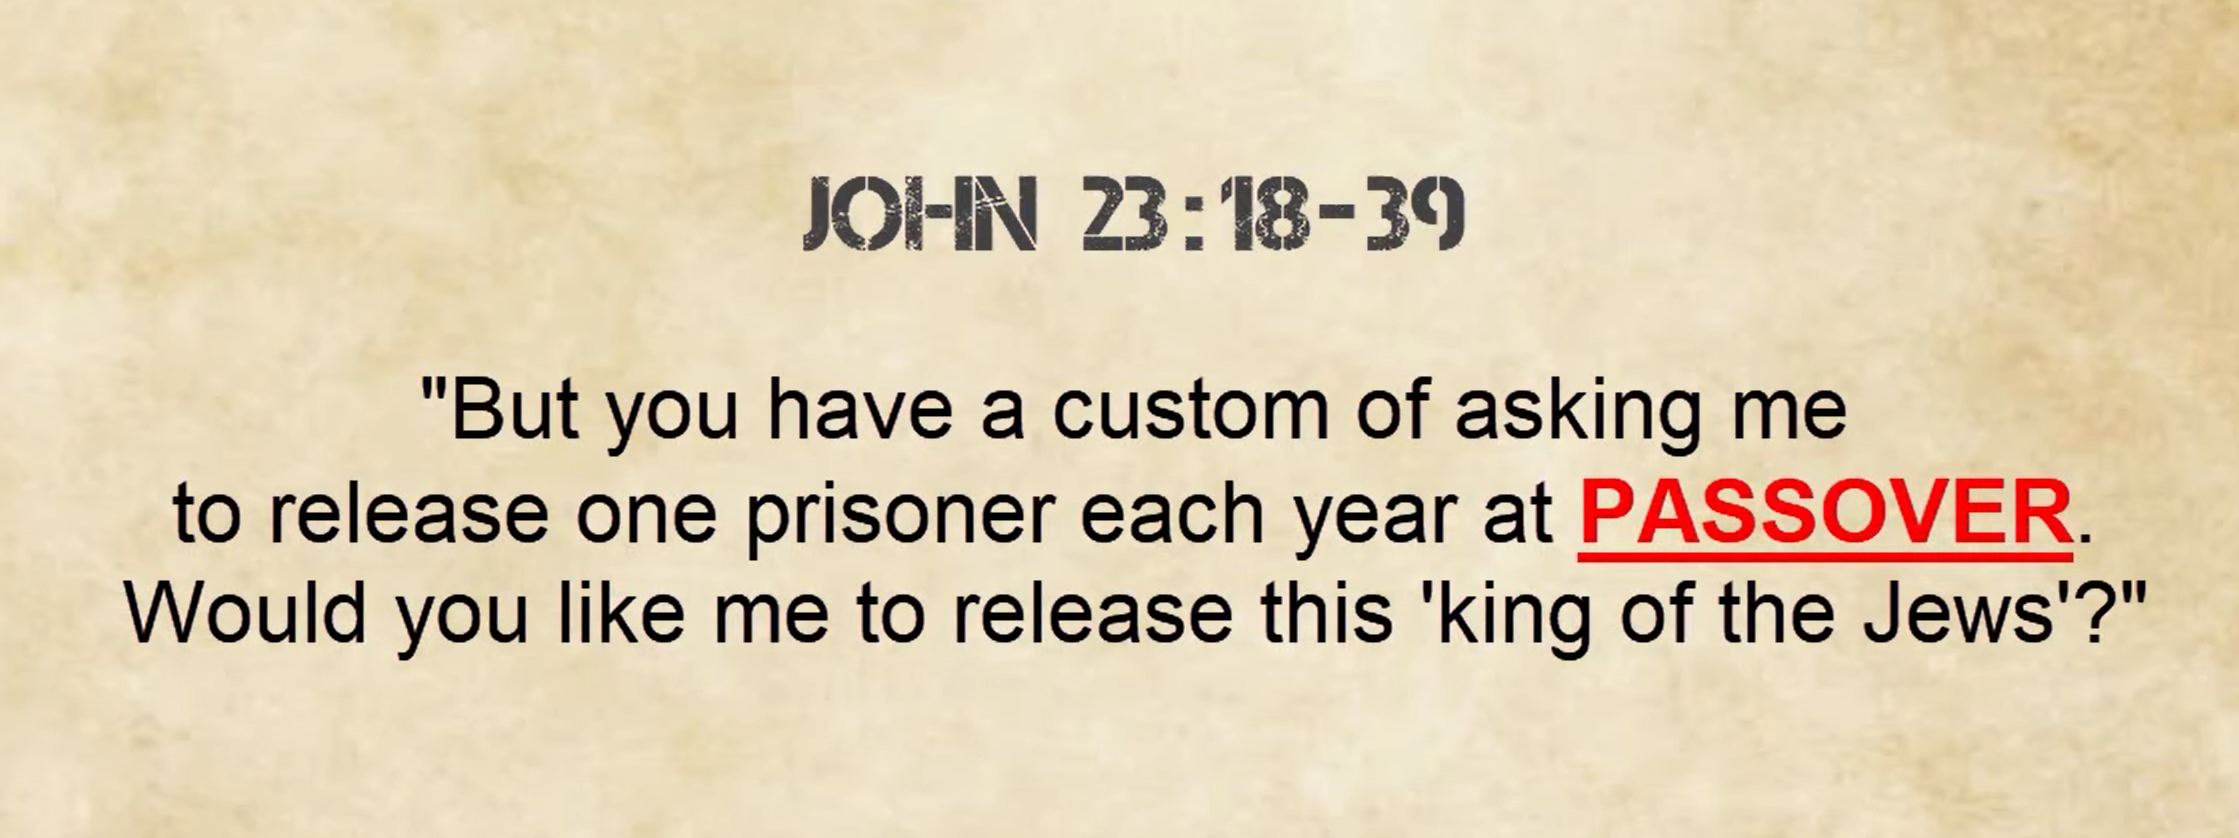 JOHN 23:18-39
"But you have a custom of asking me
to release one prisoner each year at PASSOVER.
Would you like me to release this 'king of the Jews'?"